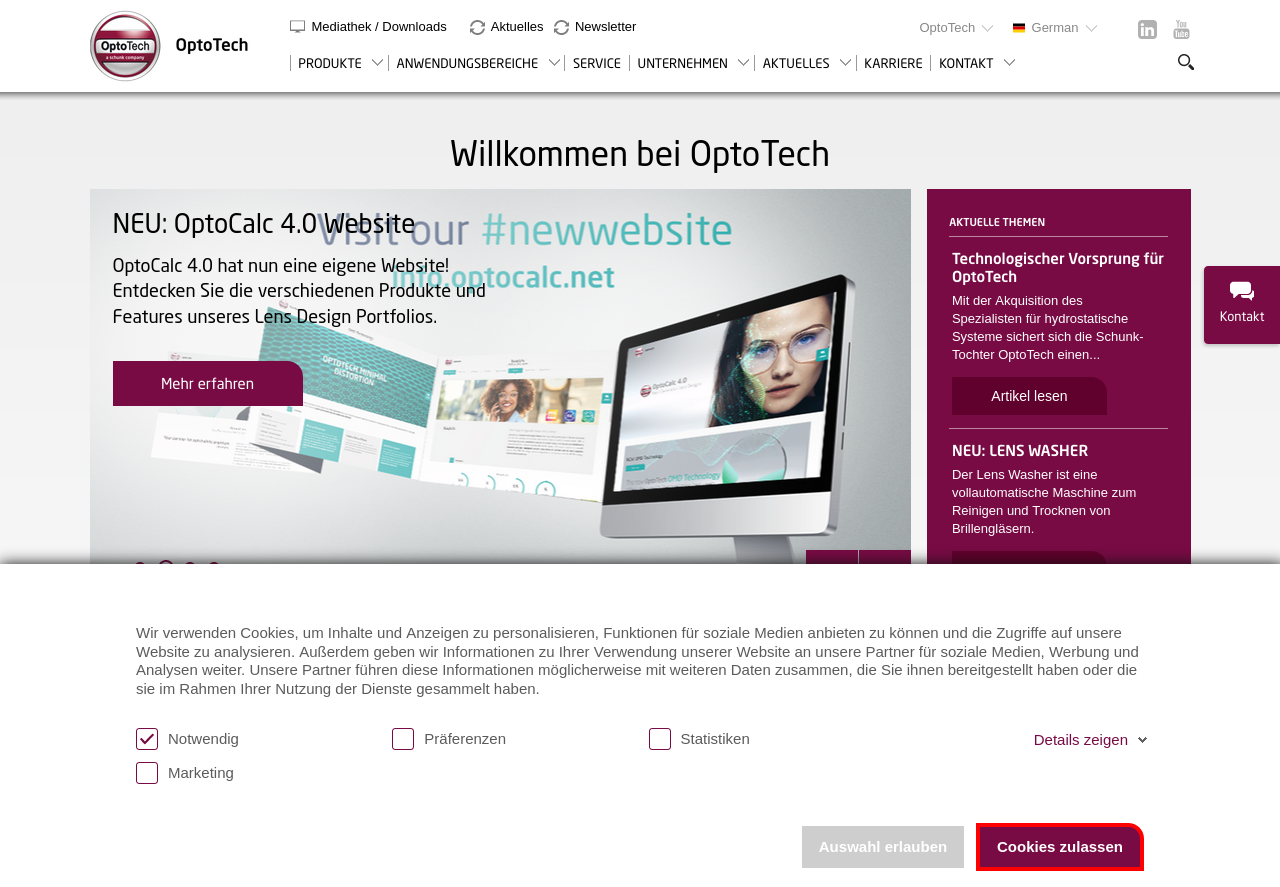 OptoTech
a schunk company
OptoTech
Mediathek / Downloads
Aktuelles
Newsletter
OptoTech
German
PRODUKTE
ANWENDUNGSBEREICHE
SERVICE
UNTERNEHMEN
AKTUELLES
KARRIERE
KONTAKT
Willkommen bei OptoTech
NEU: OptoCalc 4.0 Website
Visit our #newwebsite
info.optocalc.net
OptoCalc 4.0 hat nun eine eigene Website!
Entdecken Sie die verschiedenen Produkte und
Features unseres Lens Design Portfolios.
Mehr erfahren
OPTOTECH MINIMAL
DISTORTION
OptoCalc 4.0
AKTUELLE THEMEN
Technologischer Vorsprung für
OptoTech
Mit der Akquisition des
Spezialisten für hydrostatische
Systeme sichert sich die Schunk-
Tochter OptoTech einen...
Artikel lesen
NEU: LENS WASHER
Der Lens Washer ist eine
vollautomatische Maschine zum
Reinigen und Trocknen von
Brillengläsern.
Kontakt
Wir verwenden Cookies, um Inhalte und Anzeigen zu personalisieren, Funktionen für soziale Medien anbieten zu können und die Zugriffe auf unsere
Website zu analysieren. Außerdem geben wir Informationen zu Ihrer Verwendung unserer Website an unsere Partner für soziale Medien, Werbung und
Analysen weiter. Unsere Partner führen diese Informationen möglicherweise mit weiteren Daten zusammen, die Sie ihnen bereitgestellt haben oder die
sie im Rahmen Ihrer Nutzung der Dienste gesammelt haben.
Notwendig
Präferenzen
Statistiken
Details zeigen
Marketing
Auswahl erlauben
Cookies zulassen